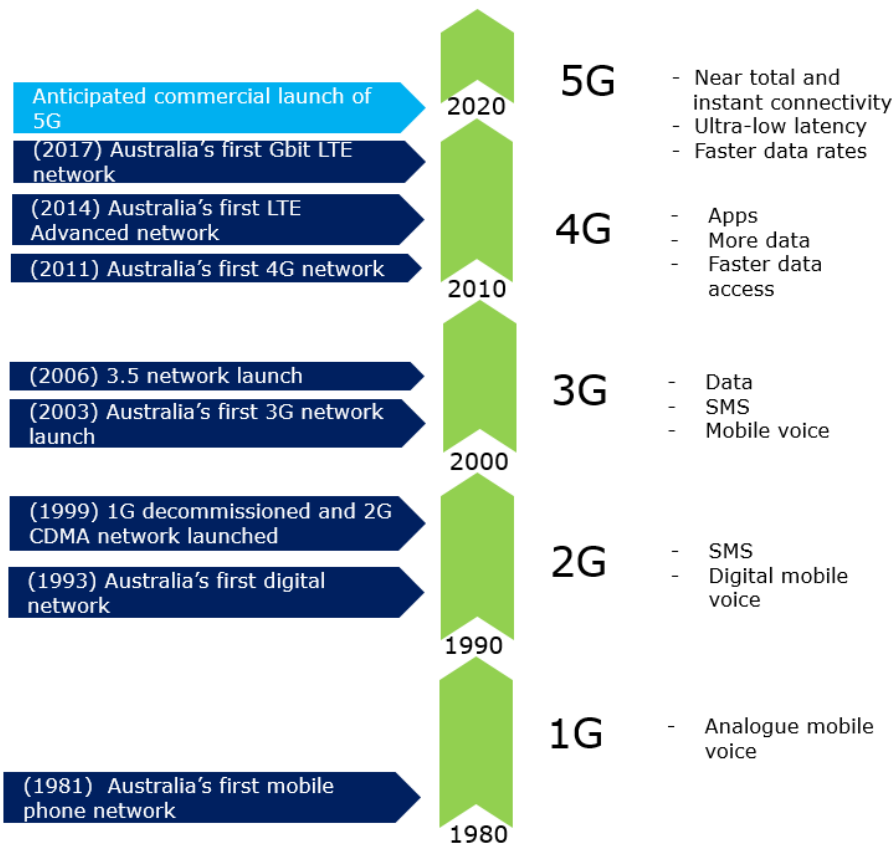 5G
- Near total and
instant connectivity
- Ultra-low latency
- Faster data rates
Anticipated commercial launch of
5G
2020
(2017) Australia's first Gbit LTE
network
(2014) Australia's first LTE
Advanced network
4G
- Apps
- More data
- Faster data
access
(2011) Australia's first 4G network
2010
(2006) 3.5 network launch
3G
- Data
- SMS
- Mobile voice
(2003) Australia's first 3G network
launch
2000
(1999) 1G decommissioned and 2G
CDMA network launched
2G
- SMS
- Digital mobile
voice
(1993) Australia's first digital
network
1990
1G
- Analogue mobile
voice
(1981) Australia's first mobile
phone network
1980